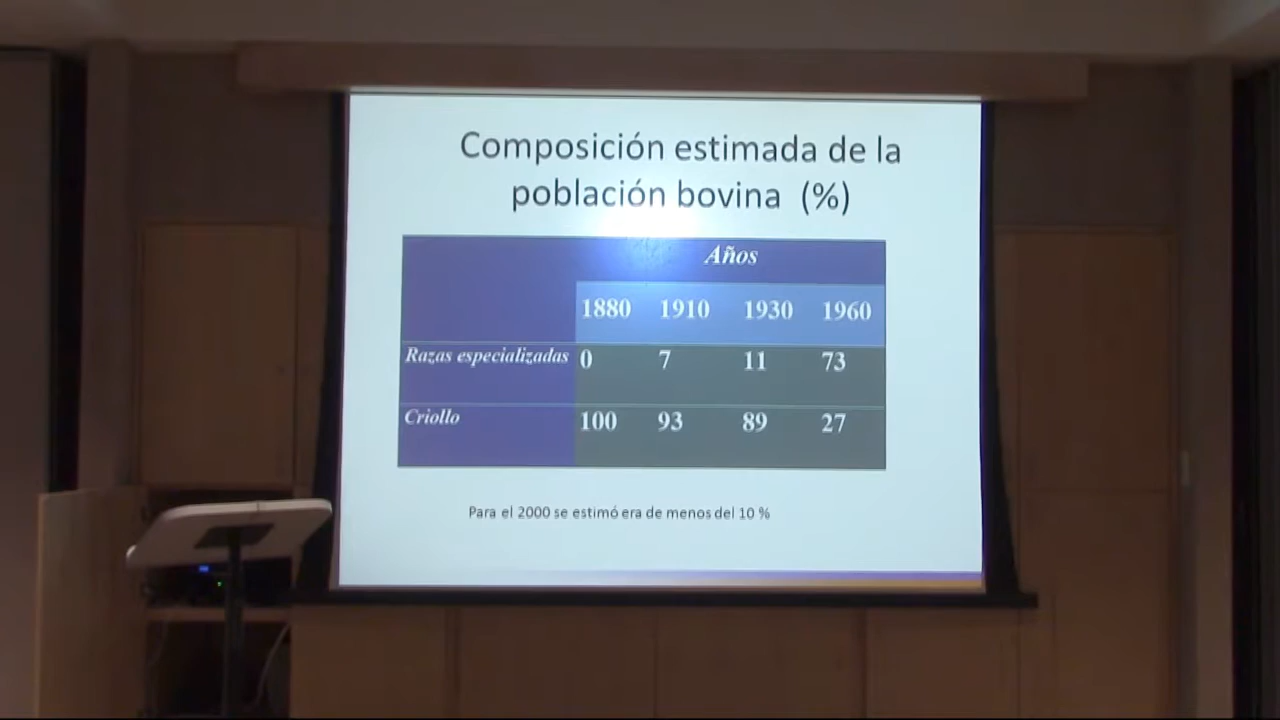 Composición estimada de la
población bovina (%)
Años
1880 1910 1930 1960
Razas especializadas 0 7 11 73
Criollo 100 93 89 27
Para el 2000 se estimó era de menos del 10 %